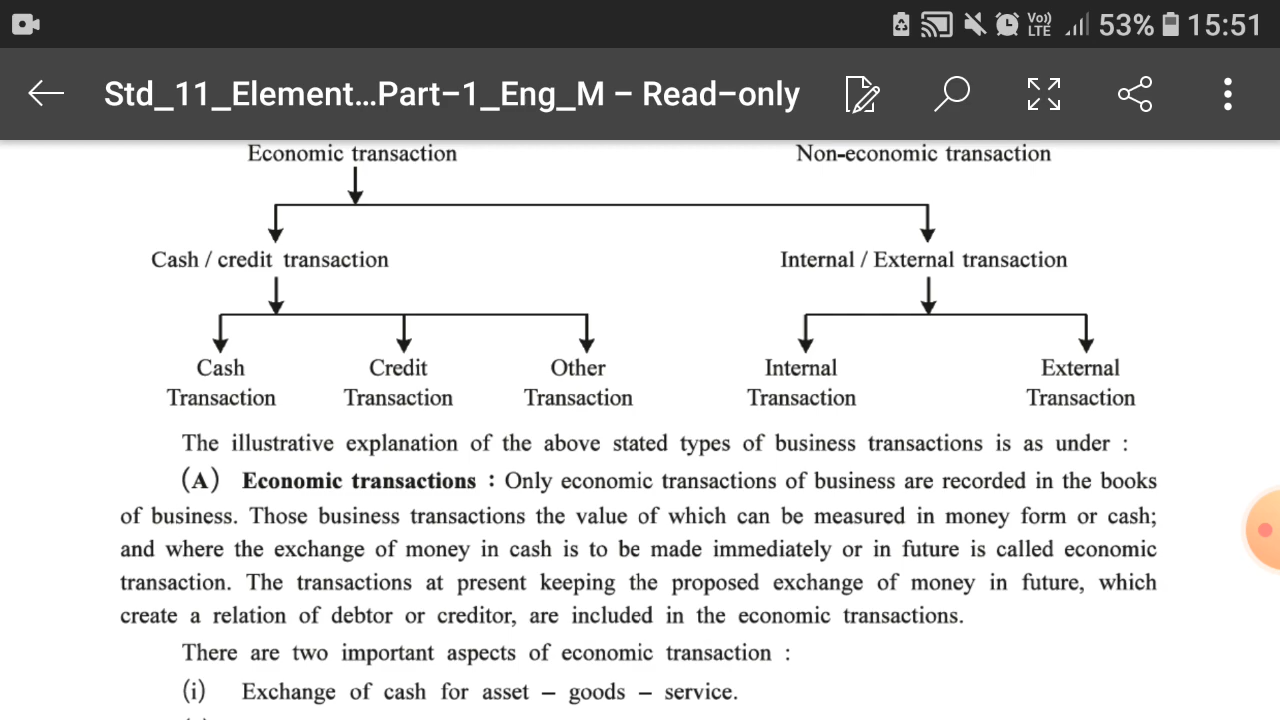 Vo)) LTE 53% 15:51
Std_11_Element...Part–1_Eng_M – Read–only
Economic transaction Non-economic transaction
Cash / credit transaction Internal / External transaction
Cash Credit Other Internal External
Transaction Transaction Transaction Transaction Transaction
The illustrative explanation of the above stated types of business transactions is as under :
(A) Economic transactions : Only economic transactions of business are recorded in the books
of business. Those business transactions the value of which can be measured in money form or cash;
and where the exchange of money in cash is to be made immediately or in future is called economic
transaction. The transactions at present keeping the proposed exchange of money in future, which
create a relation of debtor or creditor, are included in the economic transactions.
There are two important aspects of economic transaction :
(i) Exchange of cash for asset – goods – service.